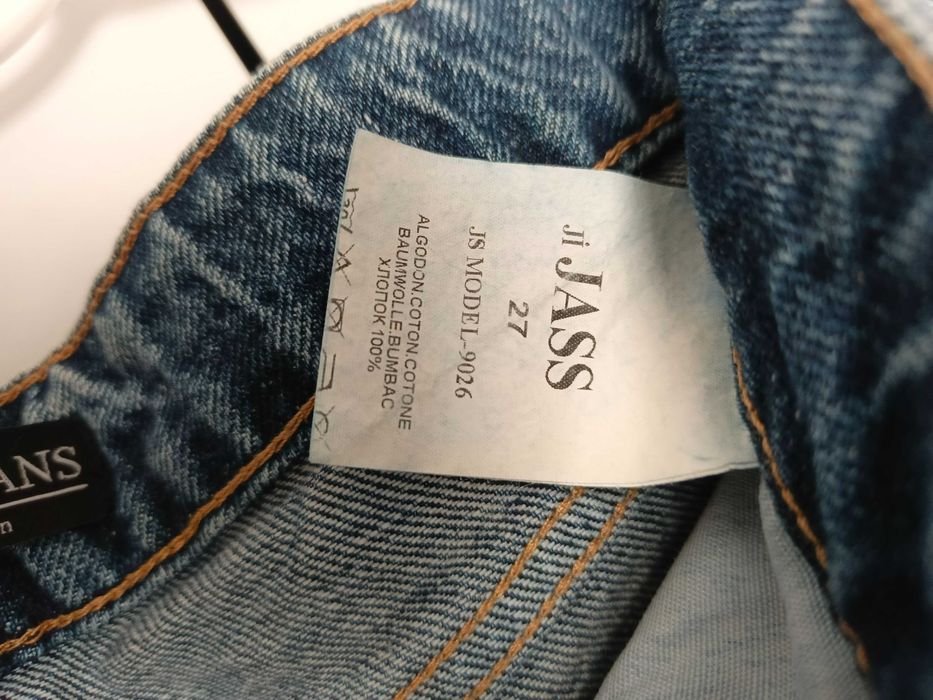 Ji JASS
27
JS MODEL-9026
ALGODON.COTON.COTONE
BAUMWOLLE.BUMBAC
ХЛОПОК 100%
ANS
n